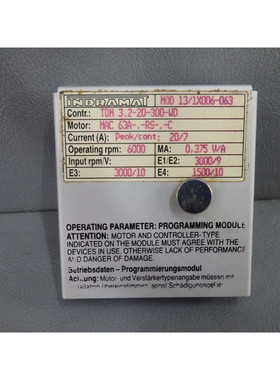 INDRAMAT MOD 13/1X006-063
Contr.: TDM 3.2-20-300-W0
Motor: MAC 63A-.-RS-.-C
Current (A): Peak/cont: 20/7
Operating rpm: 6000 MA: 0.375 V/A
Input rpm/V: E1/E2: 3000/9
E3: 3000/10 E4: 1500/10
OPERATING PARAMETER: PROGRAMMING MODULE
ATTENTION: MOTOR AND CONTROLLER-TYPE
INDICATED ON THE MODULE MUST AGREE WITH THE
DEVICES IN USE, OTHERWISE LACK OF PERFORMANCE
AND DANGER OF DAMAGE.
Betriebsdaten – Programmierungsmodul
Achtung: Motor- und Verstärkertypenangabe müssen mit